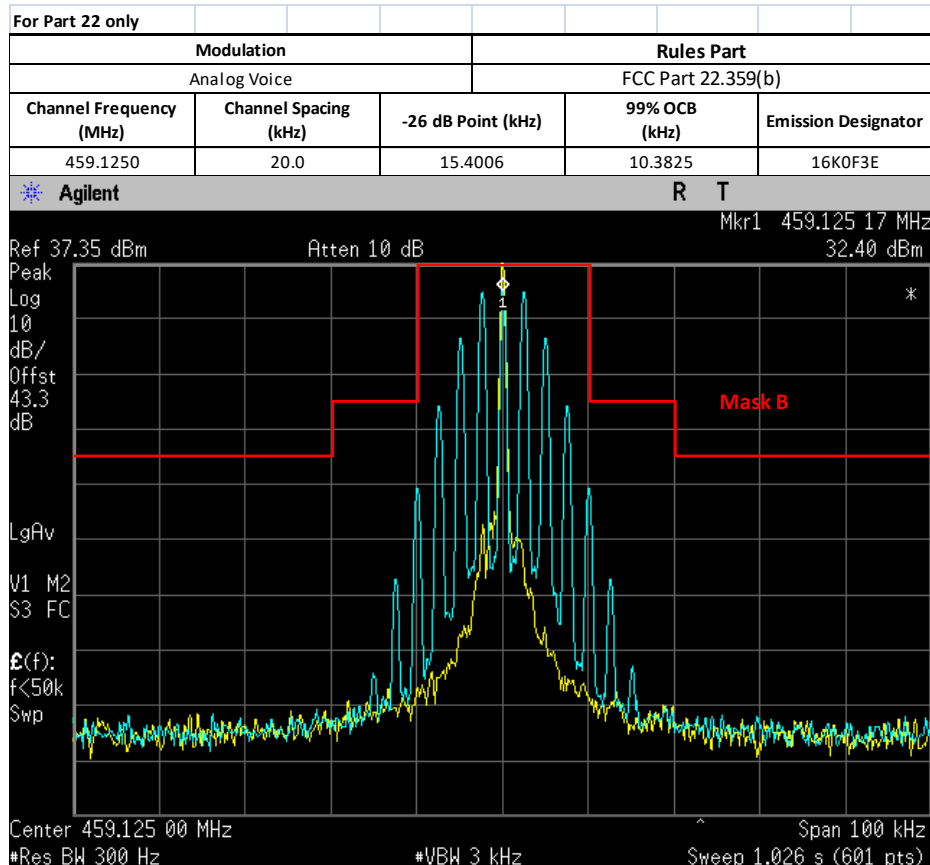 For Part 22 only
Modulation Rules Part
Analog Voice FCC Part 22.359(b)
Channel Frequency (MHz) Channel Spacing (kHz) -26 dB Point (kHz) 99% OCB (kHz) Emission Designator
459.1250 20.0 15.4006 10.3825 16K0F3E
Agilent R T
Mkr1 459.125 17 MHz
Ref 37.35 dBm Atten 10 dB 32.40 dBm
Peak
Log
10
dB/
Offst
43.3
dB
1
*
Mask B
LgAv
V1 M2
S3 FC
£(f):
f<50k
Swp
Center 459.125 00 MHz ^ Span 100 kHz
#Res BW 300 Hz #VBW 3 kHz Sweep 1.026 s (601 pts)